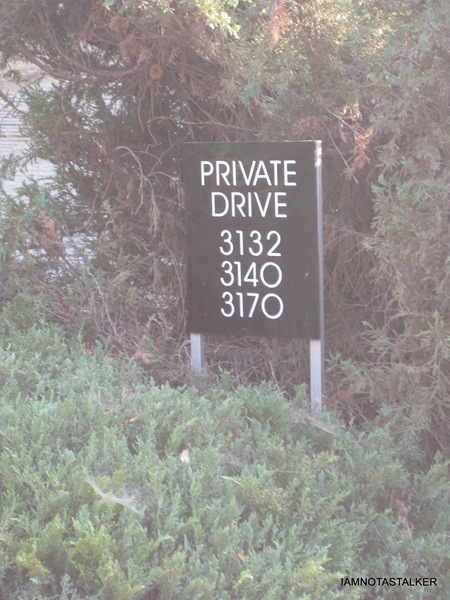 PRIVATE
DRIVE
3132
3140
3170
IAMNOTASTALKER